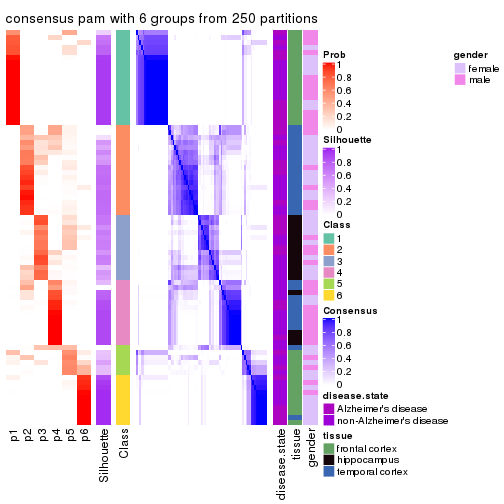 consensus pam with 6 groups from 250 partitions
Prob
1
0.8
0.6
0.4
0.2
0
gender
female
male
Silhouette
1
0.8
0.6
0.4
0.2
0
Class
1
2
3
4
5
6
Consensus
1
0.8
0.6
0.4
0.2
0
disease.state
Alzheimer's disease
non-Alzheimer's disease
tissue
frontal cortex
hippocampus
temporal cortex
p1
p2
p3
p4
p5
p6
Silhouette
Class
disease.state
tissue
gender